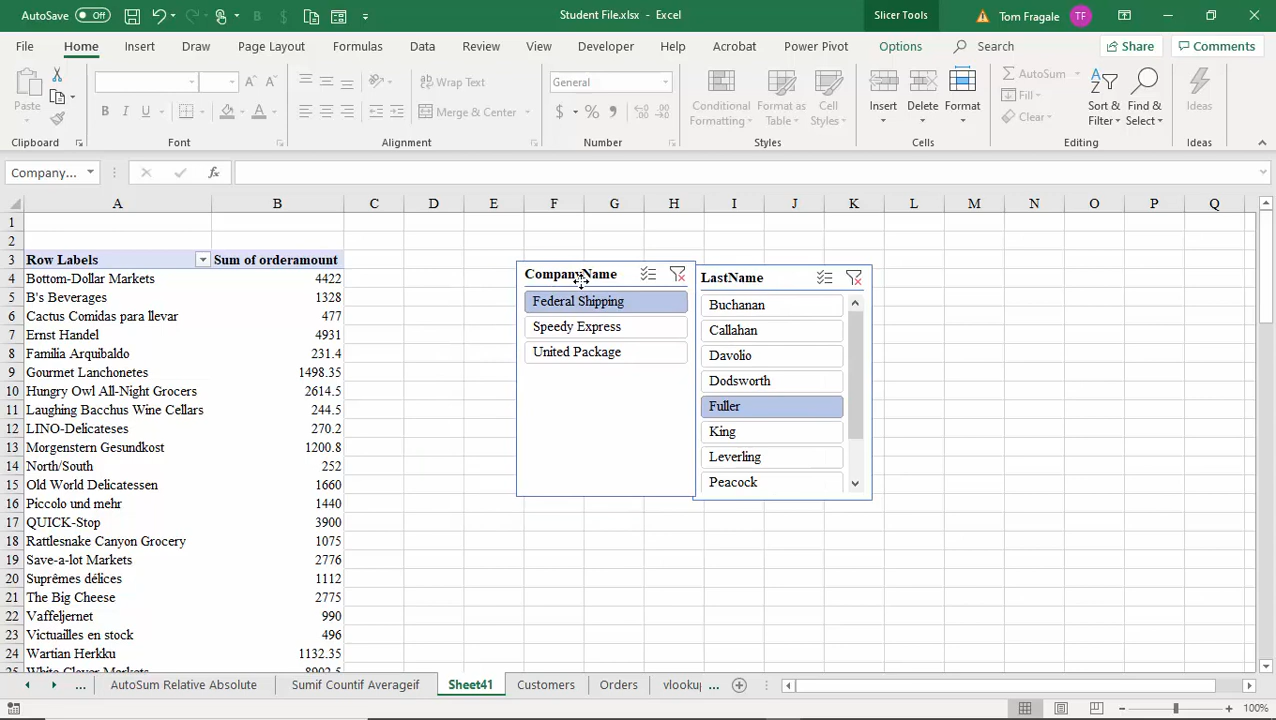 AutoSave Off Student File.xlsx - Excel Slicer Tools Tom Fragale TF
File Home Insert Draw Page Layout Formulas Data Review View Developer Help Acrobat Power Pivot Options Search Share Comments
Paste B I U Wrap Text Merge & Center General $ % Conditional Formatting Format as Table Cell Styles Insert Delete Format AutoSum Fill Clear Sort & Filter Find & Select Ideas
Clipboard Font Alignment Number Styles Cells Editing Ideas
Company... fx
A B C D E F G H I J K L M N O P Q
1
2
3 Row Labels Sum of orderamount
4 Bottom-Dollar Markets 4422
5 B's Beverages 1328
6 Cactus Comidas para llevar 477
7 Ernst Handel 4931
8 Familia Arquibaldo 231.4
9 Gourmet Lanchonetes 1498.35
10 Hungry Owl All-Night Grocers 2614.5
11 Laughing Bacchus Wine Cellars 244.5
12 LINO-Delicateses 270.2
13 Morgenstern Gesundkost 1200.8
14 North/South 252
15 Old World Delicatessen 1660
16 Piccolo und mehr 1440
17 QUICK-Stop 3900
18 Rattlesnake Canyon Grocery 1075
19 Save-a-lot Markets 2776
20 Suprêmes délices 1112
21 The Big Cheese 2775
22 Vaffeljernet 990
23 Victuailles en stock 496
24 Wartian Herkku 1132.35
25 White Clover Markets 8902.5
CompanyName
Federal Shipping
Speedy Express
United Package
LastName
Buchanan
Callahan
Davolio
Dodsworth
Fuller
King
Leverling
Peacock
... AutoSum Relative Absolute Sumif Countif Averageif Sheet41 Customers Orders vlookup ...
100%